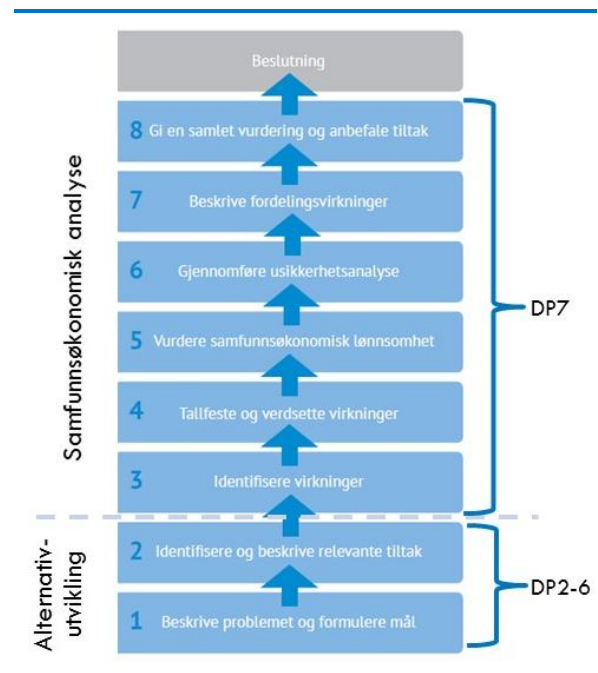 Beslutning
8 Gi en samlet vurdering og anbefale tiltak
7 Beskrive fordelingsvirkninger
6 Gjennomføre usikkerhetsanalyse
5 Vurdere samfunnsøkonomisk lønnsomhet
4 Tallfeste og verdsette virkninger
3 Identifisere virkninger
2 Identifisere og beskrive relevante tiltak
1 Beskrive problemet og formulere mål
Samfunnsøkonomisk analyse
Alternativ-
utvikling
DP7
DP2-6